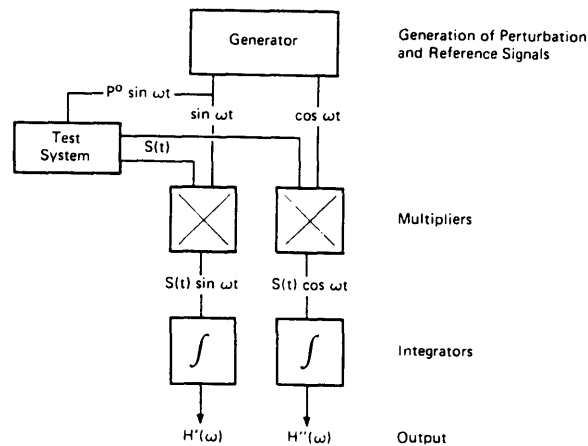 Generator
Generation of Perturbation
and Reference Signals
P° sin ωt
sin ωt
cos ωt
Test
System
S(t)
Multipliers
S(t) sin ωt
S(t) cos ωt
∫
∫
Integrators
H'(ω)
H''(ω)
Output